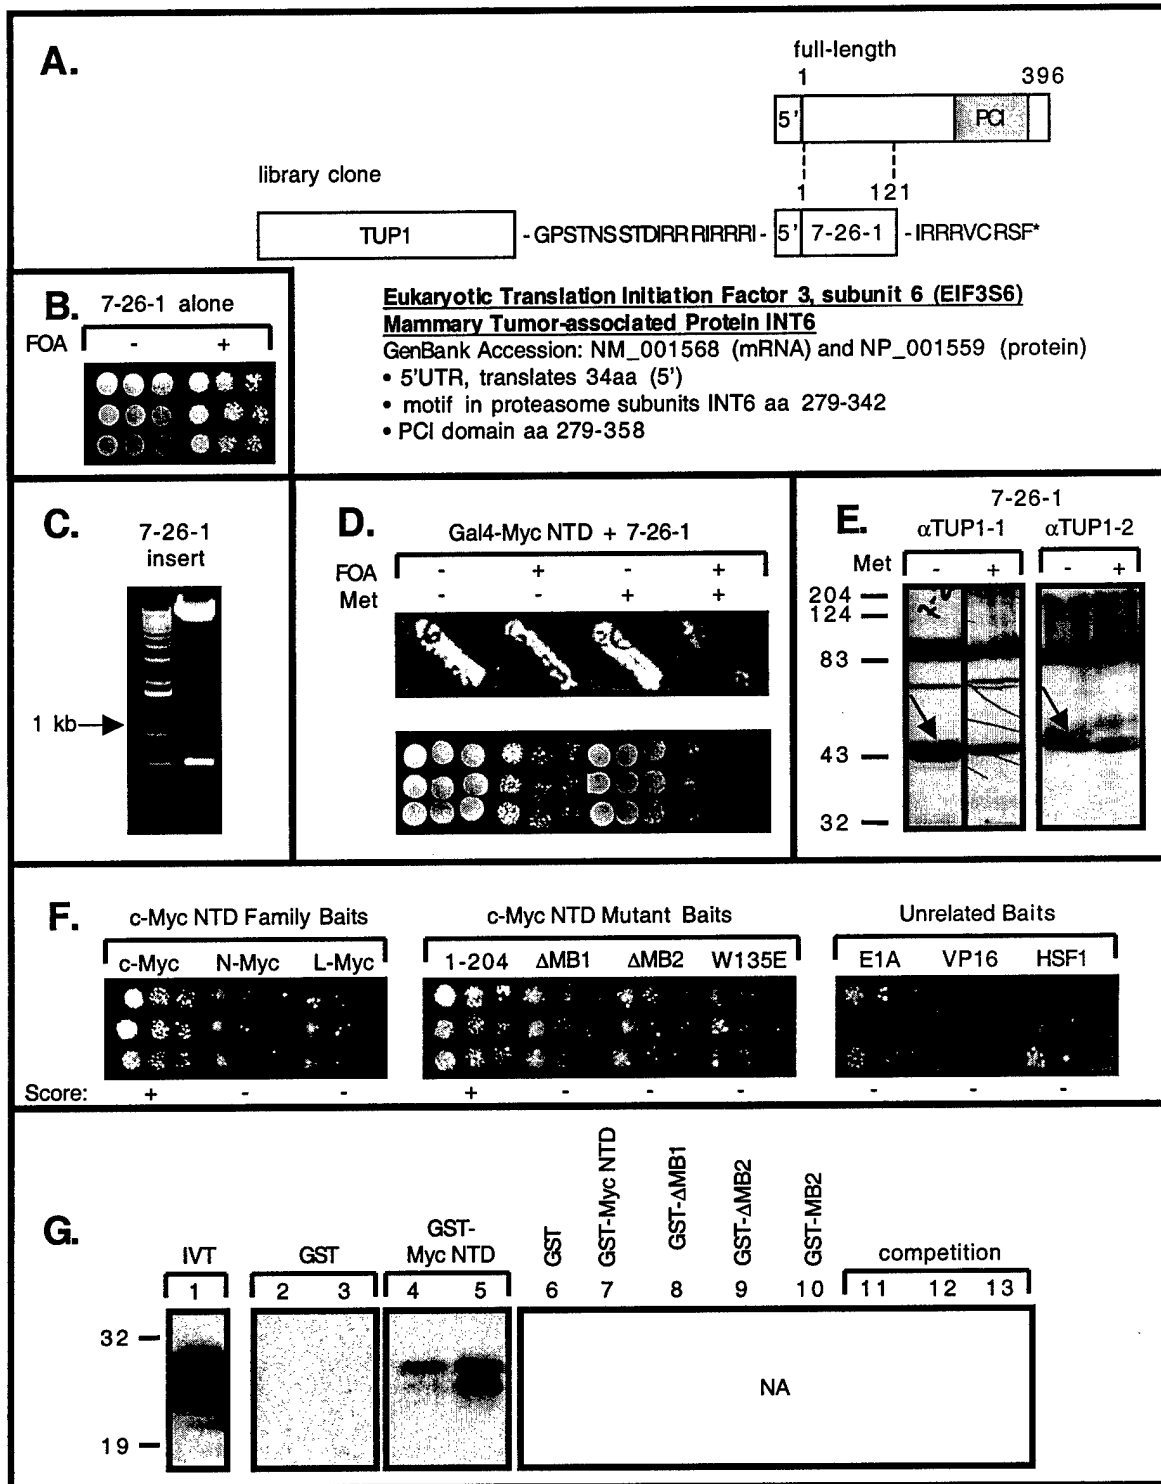 A.
full-length
1 396
5' PCI
library clone
1 121
TUP1 -GPSTNSSTDIRRRIRRRI- 5' 7-26-1 -IRRRVCRSF*
Eukaryotic Translation Initiation Factor 3, subunit 6 (EIF3S6)
Mammary Tumor-associated Protein INT6
GenBank Accession: NM_001568 (mRNA) and NP_001559 (protein)
• 5'UTR, translates 34aa (5')
• motif in proteasome subunits INT6 aa 279-342
• PCI domain aa 279-358
B.
7-26-1 alone
FOA - +
C.
7-26-1
insert
1 kb
D.
Gal4-Myc NTD + 7-26-1
FOA - + - +
Met - - + +
E.
7-26-1
αTUP1-1 αTUP1-2
Met - + - +
204
124
83
43
32
F.
c-Myc NTD Family Baits c-Myc NTD Mutant Baits Unrelated Baits
c-Myc N-Myc L-Myc 1-204 ΔMB1 ΔMB2 W135E E1A VP16 HSF1
Score: + - - + - - - - - -
G.
IVT GST GST-
Myc NTD
GST
GST-Myc NTD
GST-ΔMB1
GST-ΔMB2
GST-MB2
competition
1 2 3 4 5 6 7 8 9 10 11 12 13
32
19
NA